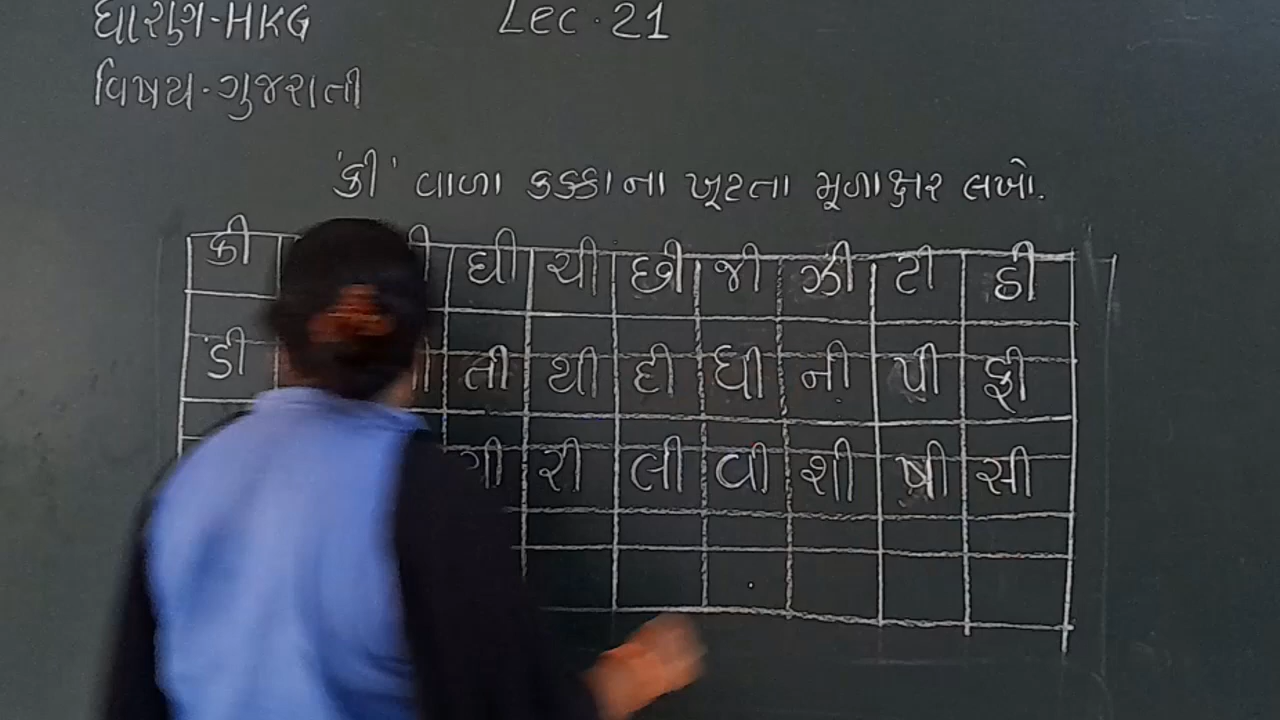 ધોરણ-HKG
Lec. 21
વિષય-ગુજરાતી
'કી' વાળા કક્કાના ખૂટતા મૂળાક્ષર લખો.
કી ઘી ચી છી જી ઝી ટી ઠી
ડી તી થી દી ધી ની પી ફી
રી લી વી શી ષી સી